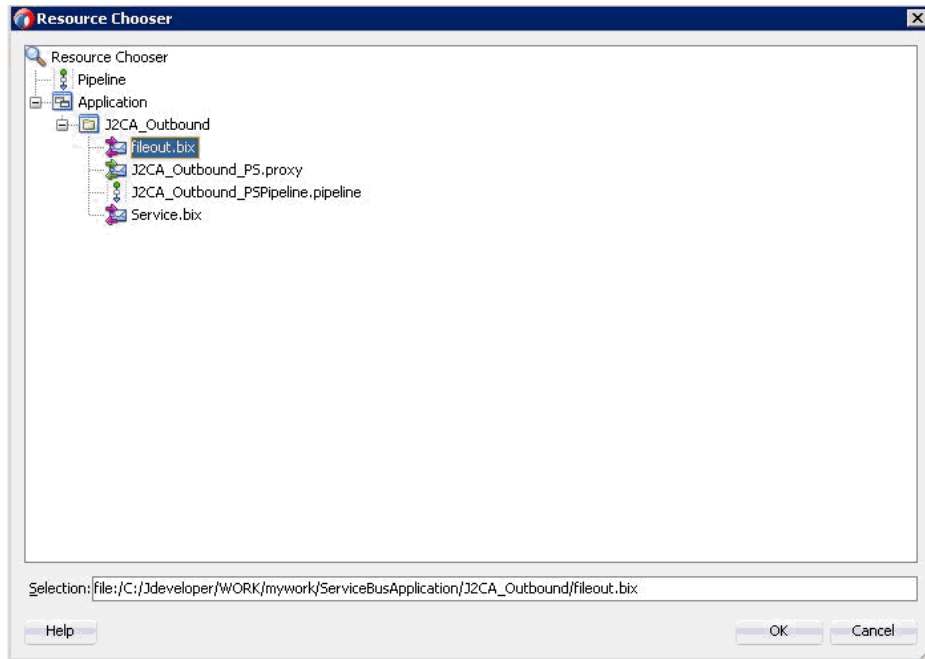 Resource Chooser
Resource Chooser
Pipeline
Application
J2CA_Outbound
fileout.bix
J2CA_Outbound_PS.proxy
J2CA_Outbound_PSPipeline.pipeline
Service.bix
Selection: file:/C:/Jdeveloper/WORK/mywork/ServiceBusApplication/J2CA_Outbound/fileout.bix
Help OK Cancel